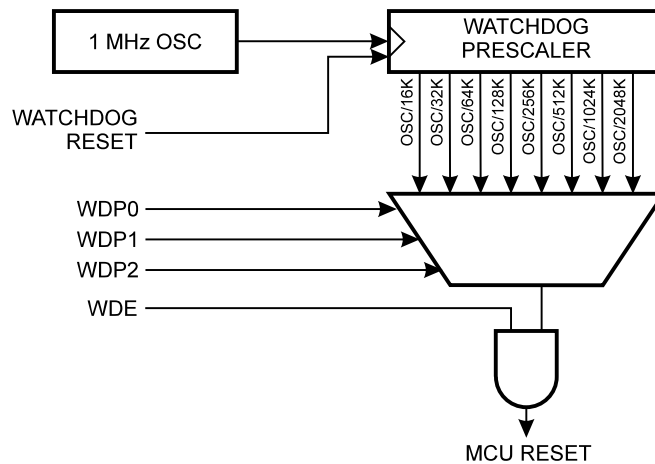 1 MHz OSC
WATCHDOG
PRESCALER
WATCHDOG
RESET
OSC/16K
OSC/32K
OSC/64K
OSC/128K
OSC/256K
OSC/512K
OSC/1024K
OSC/2048K
WDP0
WDP1
WDP2
WDE
MCU RESET